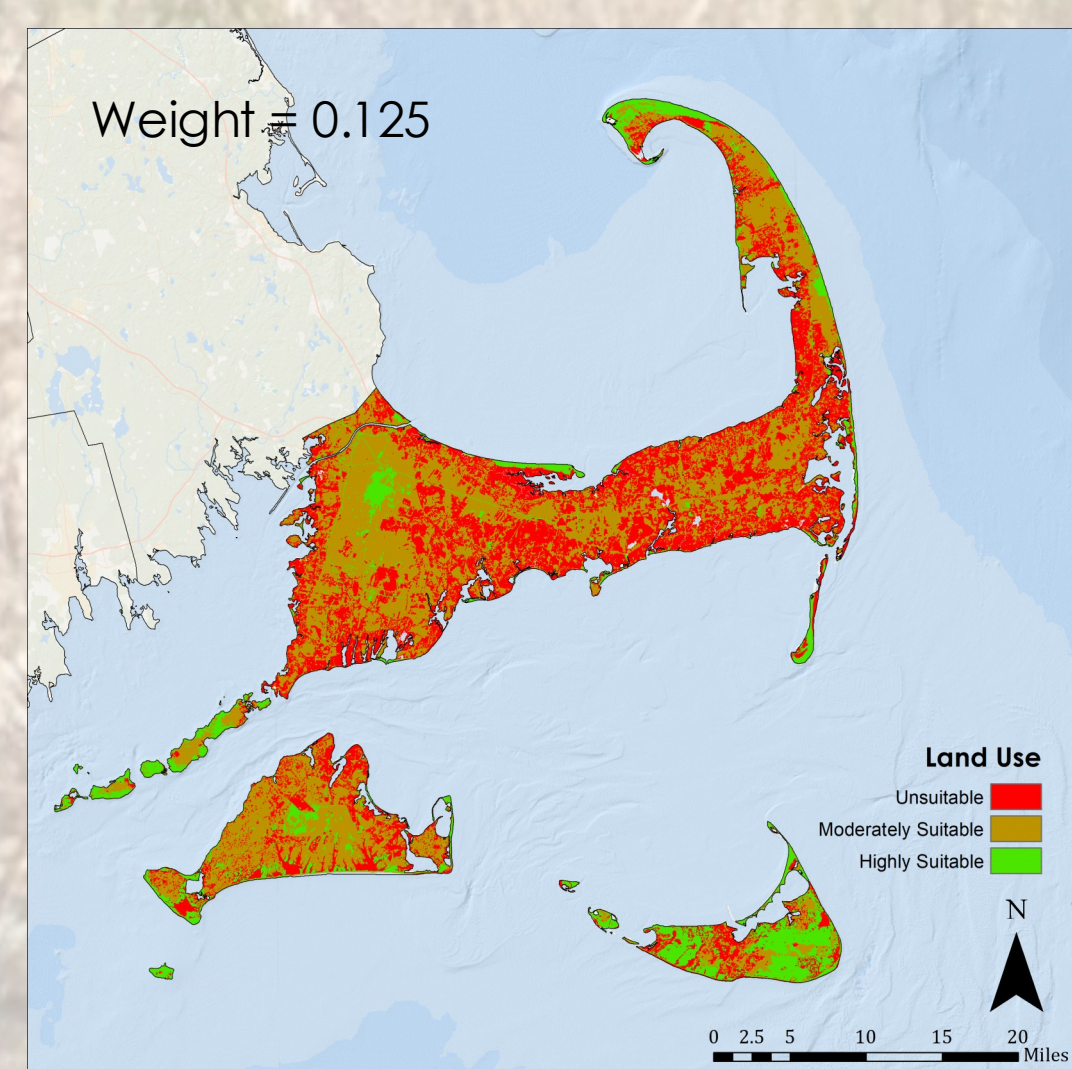 Weight = 0.125
Land Use
Unsuitable
Moderately Suitable
Highly Suitable
N
0 2.5 5 10 15 20
Miles